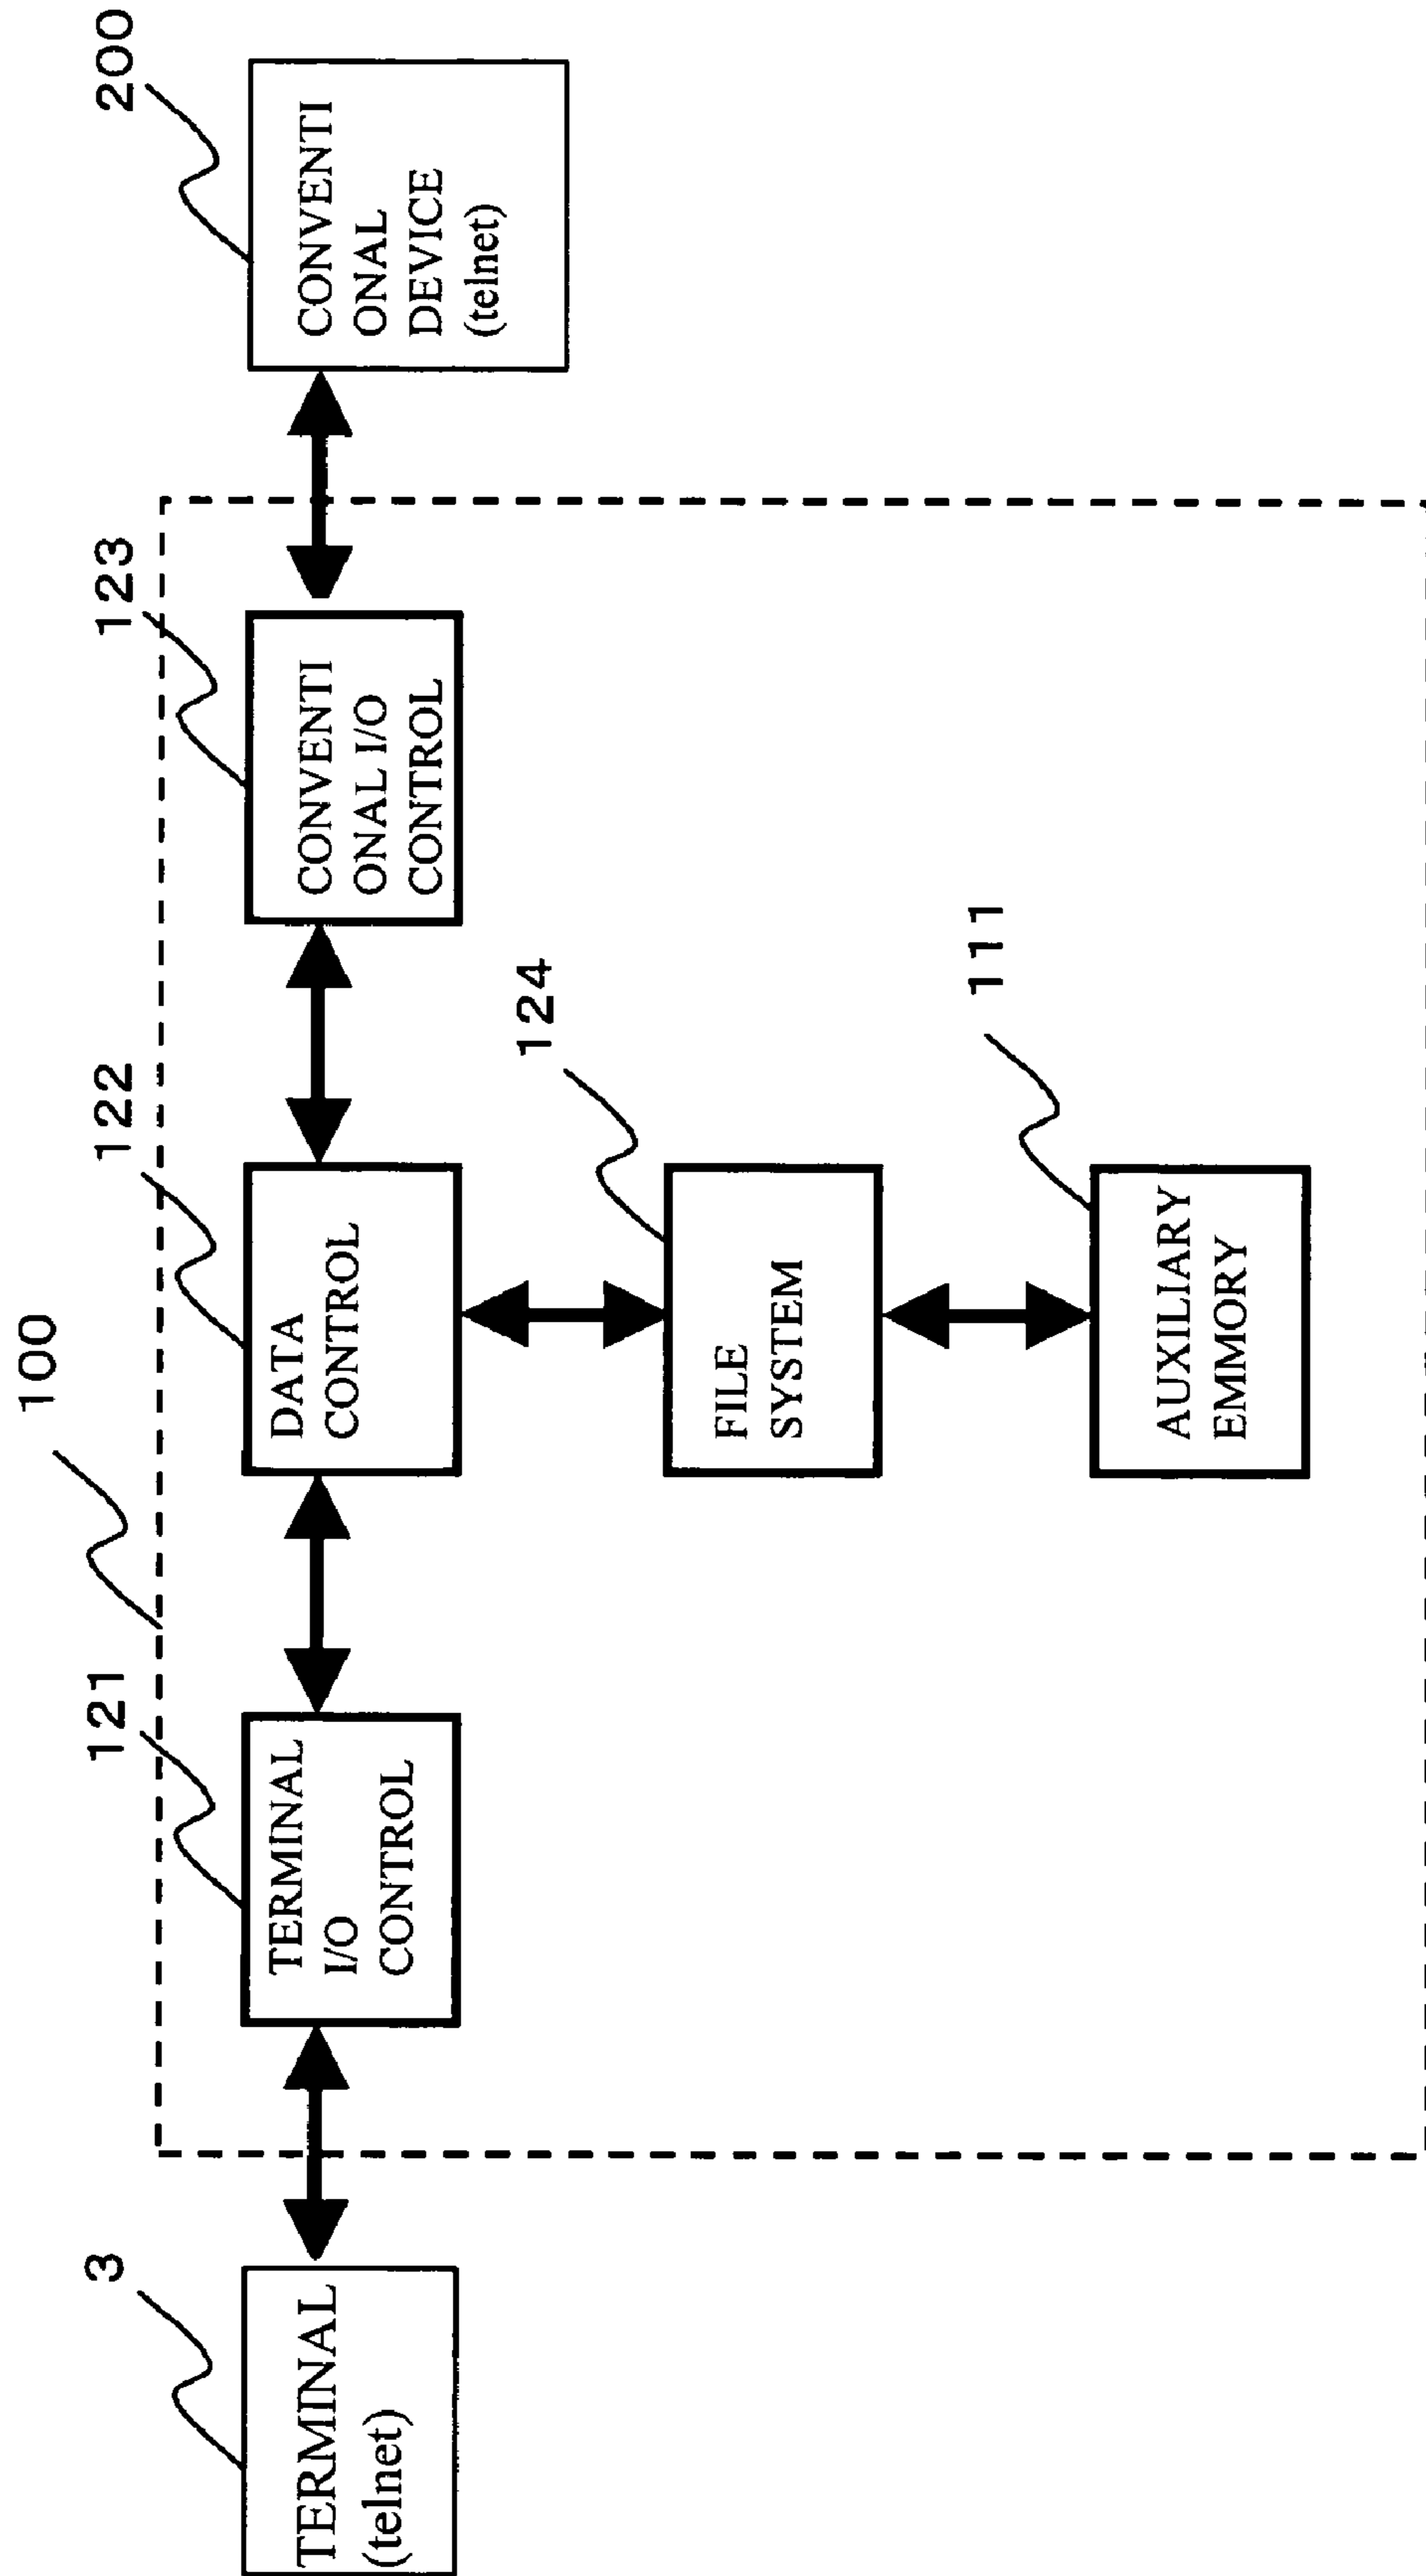 100
3
TERMINAL
(telnet)
121
TERMINAL
I/O
CONTROL
122
DATA
CONTROL
123
CONVENTI
ONAL I/O
CONTROL
200
CONVENTI
ONAL
DEVICE
(telnet)
124
FILE
SYSTEM
111
AUXILIARY
EMMORY